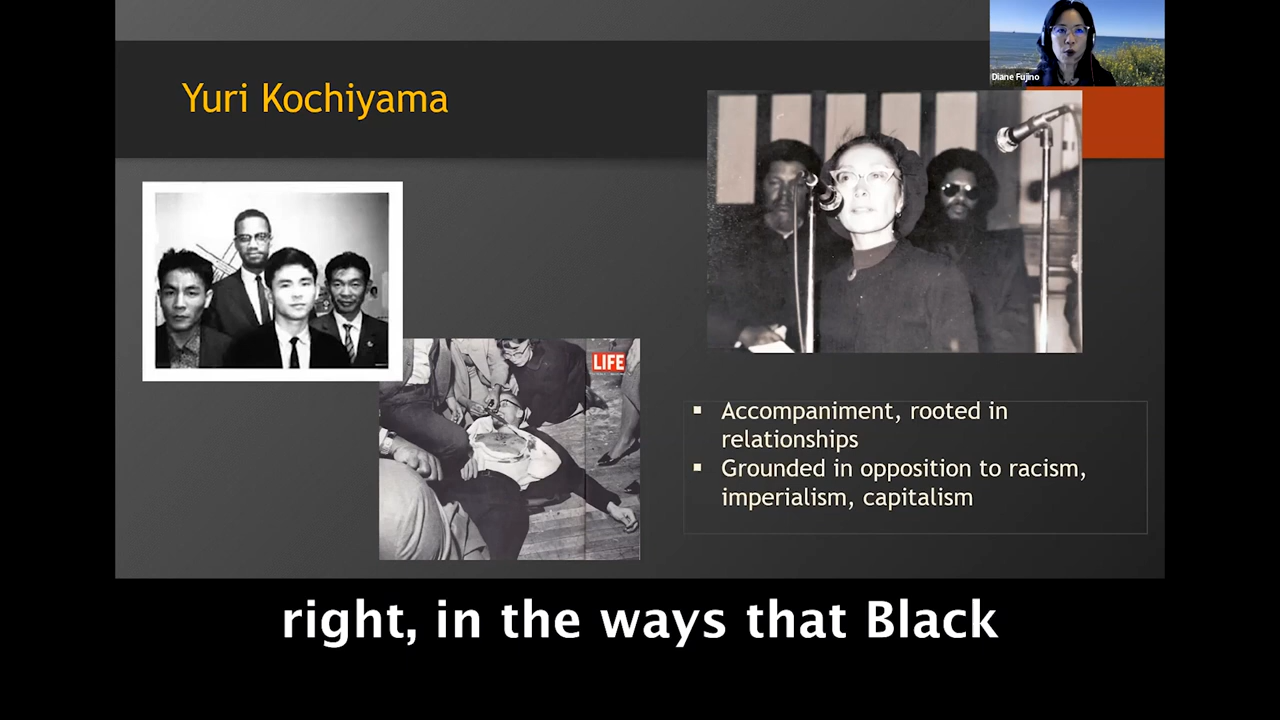 Diane Fujino
Yuri Kochiyama
LIFE
▪ Accompaniment, rooted in
relationships
▪ Grounded in opposition to racism,
imperialism, capitalism
right, in the ways that Black